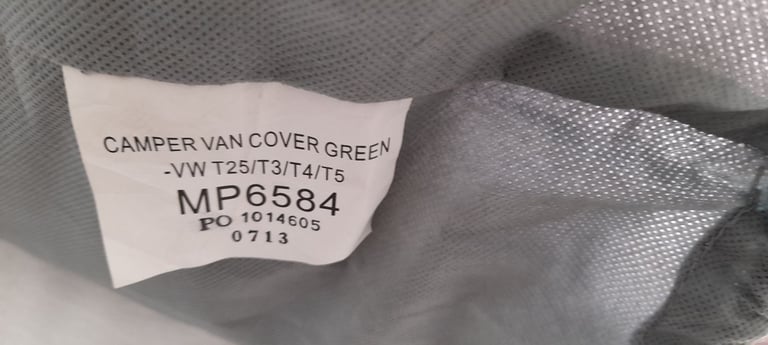 CAMPER VAN COVER GREEN
-VW T25/T3/T4/T5
MP6584
PO 1014605
0713